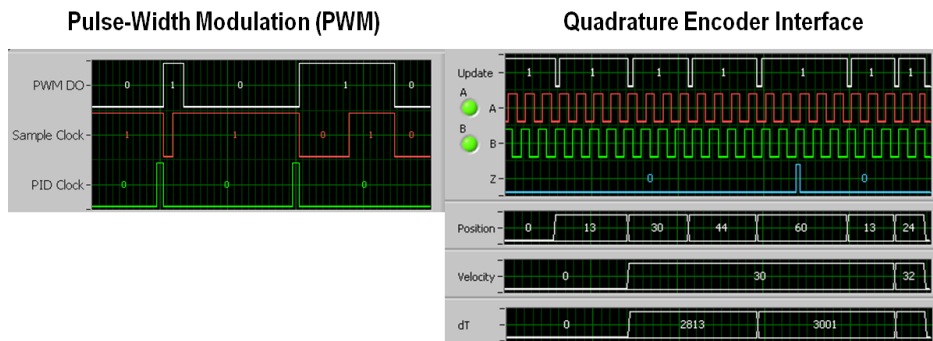 Pulse-Width Modulation (PWM)
Quadrature Encoder Interface
PWM DO 0 1 0 1 0
Sample Clock 1 1 0 1 0
PID Clock 0 0 0
Update 1 1 1 1 1 1 1
A A
B B
Z 0 0
Position 0 13 30 44 60 13 24
Velocity 0 30 32
dT 0 2813 3001